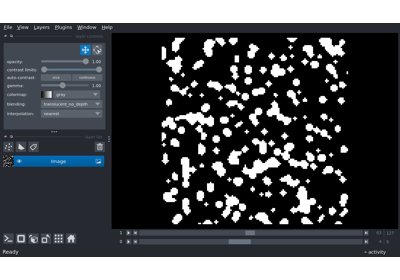 File View Layers Plugins Window Help
opacity: 1.00
contrast limits:
auto-contrast: once continuous
gamma: 1.00
colormap: gray
blending: translucent_no_depth
interpolation: nearest
Image
1
0
Ready
activity